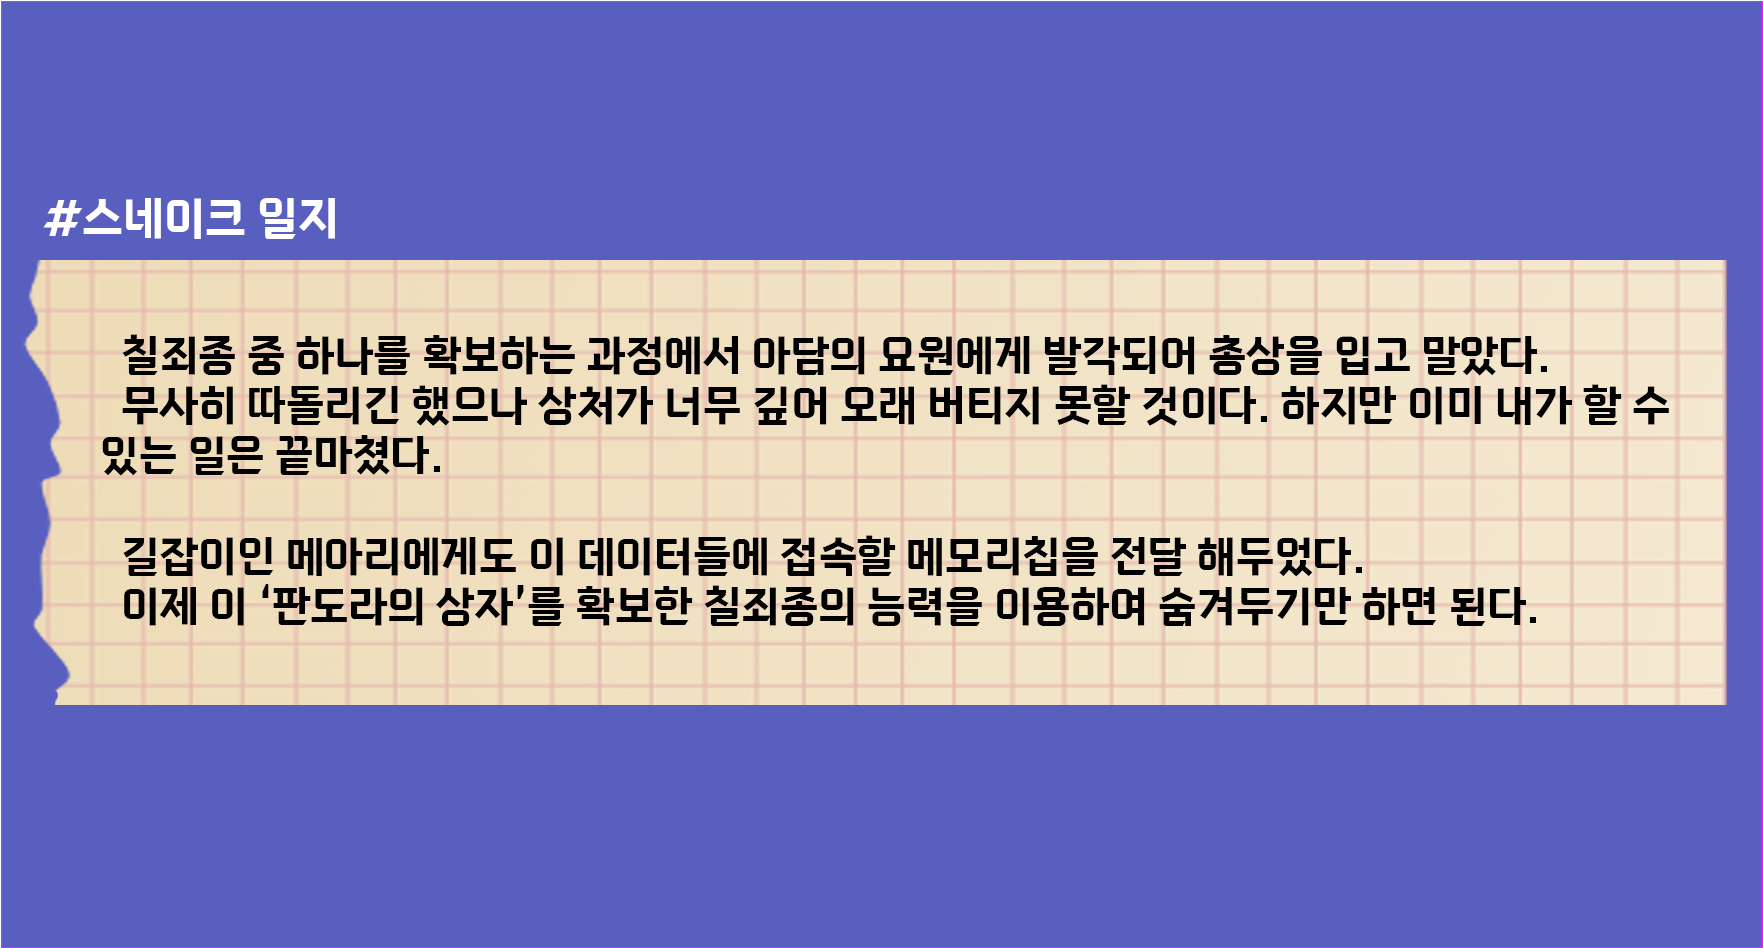 #스네이크 일지
칠죄종 중 하나를 확보하는 과정에서 아담의 요원에게 발각되어 총상을 입고 말았다.
무사히 따돌리긴 했으나 상처가 너무 깊어 오래 버티지 못할 것이다. 하지만 이미 내가 할 수
있는 일은 끝마쳤다.
길잡이인 메아리에게도 이 데이터들에 접속할 메모리칩을 전달 해두었다.
이제 이 ‘판도라의 상자’를 확보한 칠죄종의 능력을 이용하여 숨겨두기만 하면 된다.